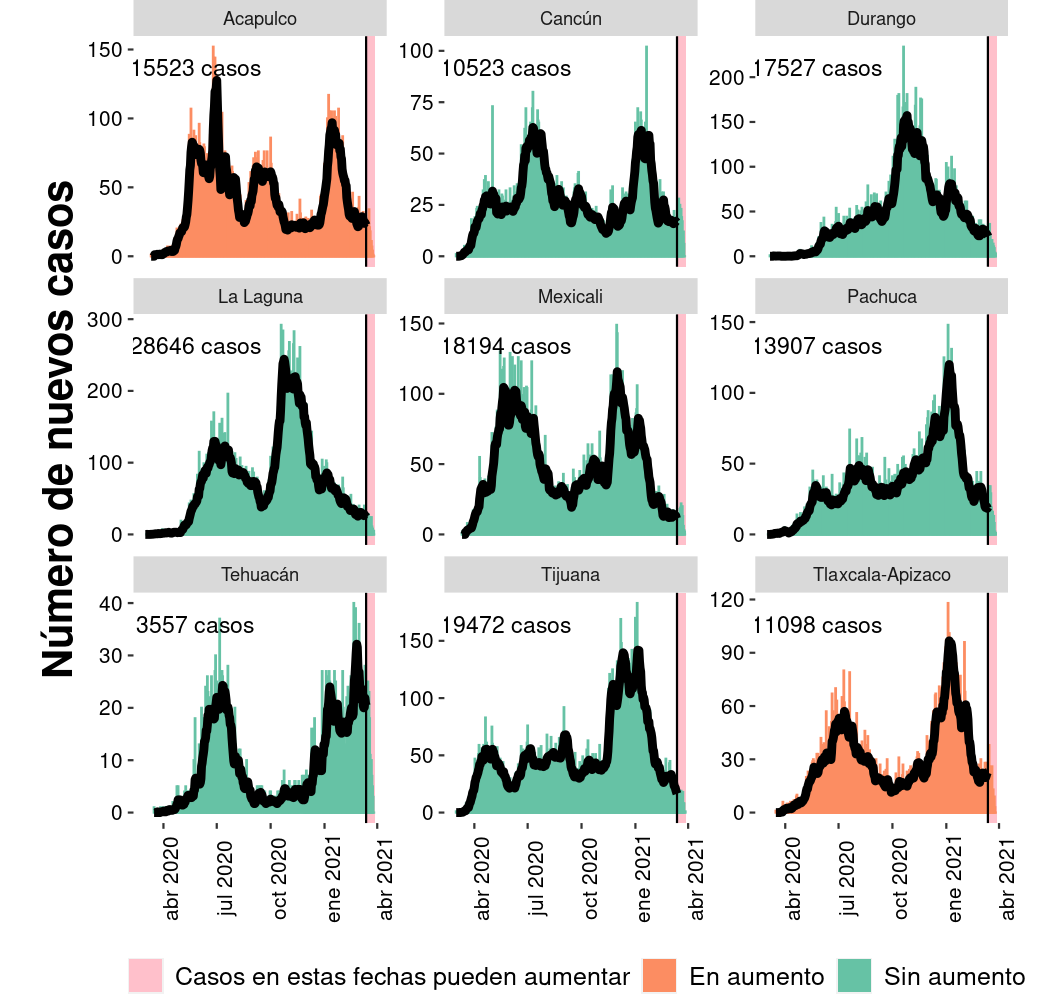 Número de nuevos casos
Acapulco
Cancún
Durango
150
100
50
0
15523 casos
100
75
50
25
0
10523 casos
200
150
100
50
0
17527 casos
La Laguna
Mexicali
Pachuca
300
200
100
0
28646 casos
150
100
50
0
18194 casos
150
100
50
0
13907 casos
Tehuacán
Tijuana
Tlaxcala-Apizaco
40
30
20
10
0
3557 casos
150
100
50
0
19472 casos
120
90
60
30
0
11098 casos
abr 2020
jul 2020
oct 2020
ene 2021
abr 2021
abr 2020
jul 2020
oct 2020
ene 2021
abr 2021
abr 2020
jul 2020
oct 2020
ene 2021
abr 2021
Casos en estas fechas pueden aumentar
En aumento
Sin aumento